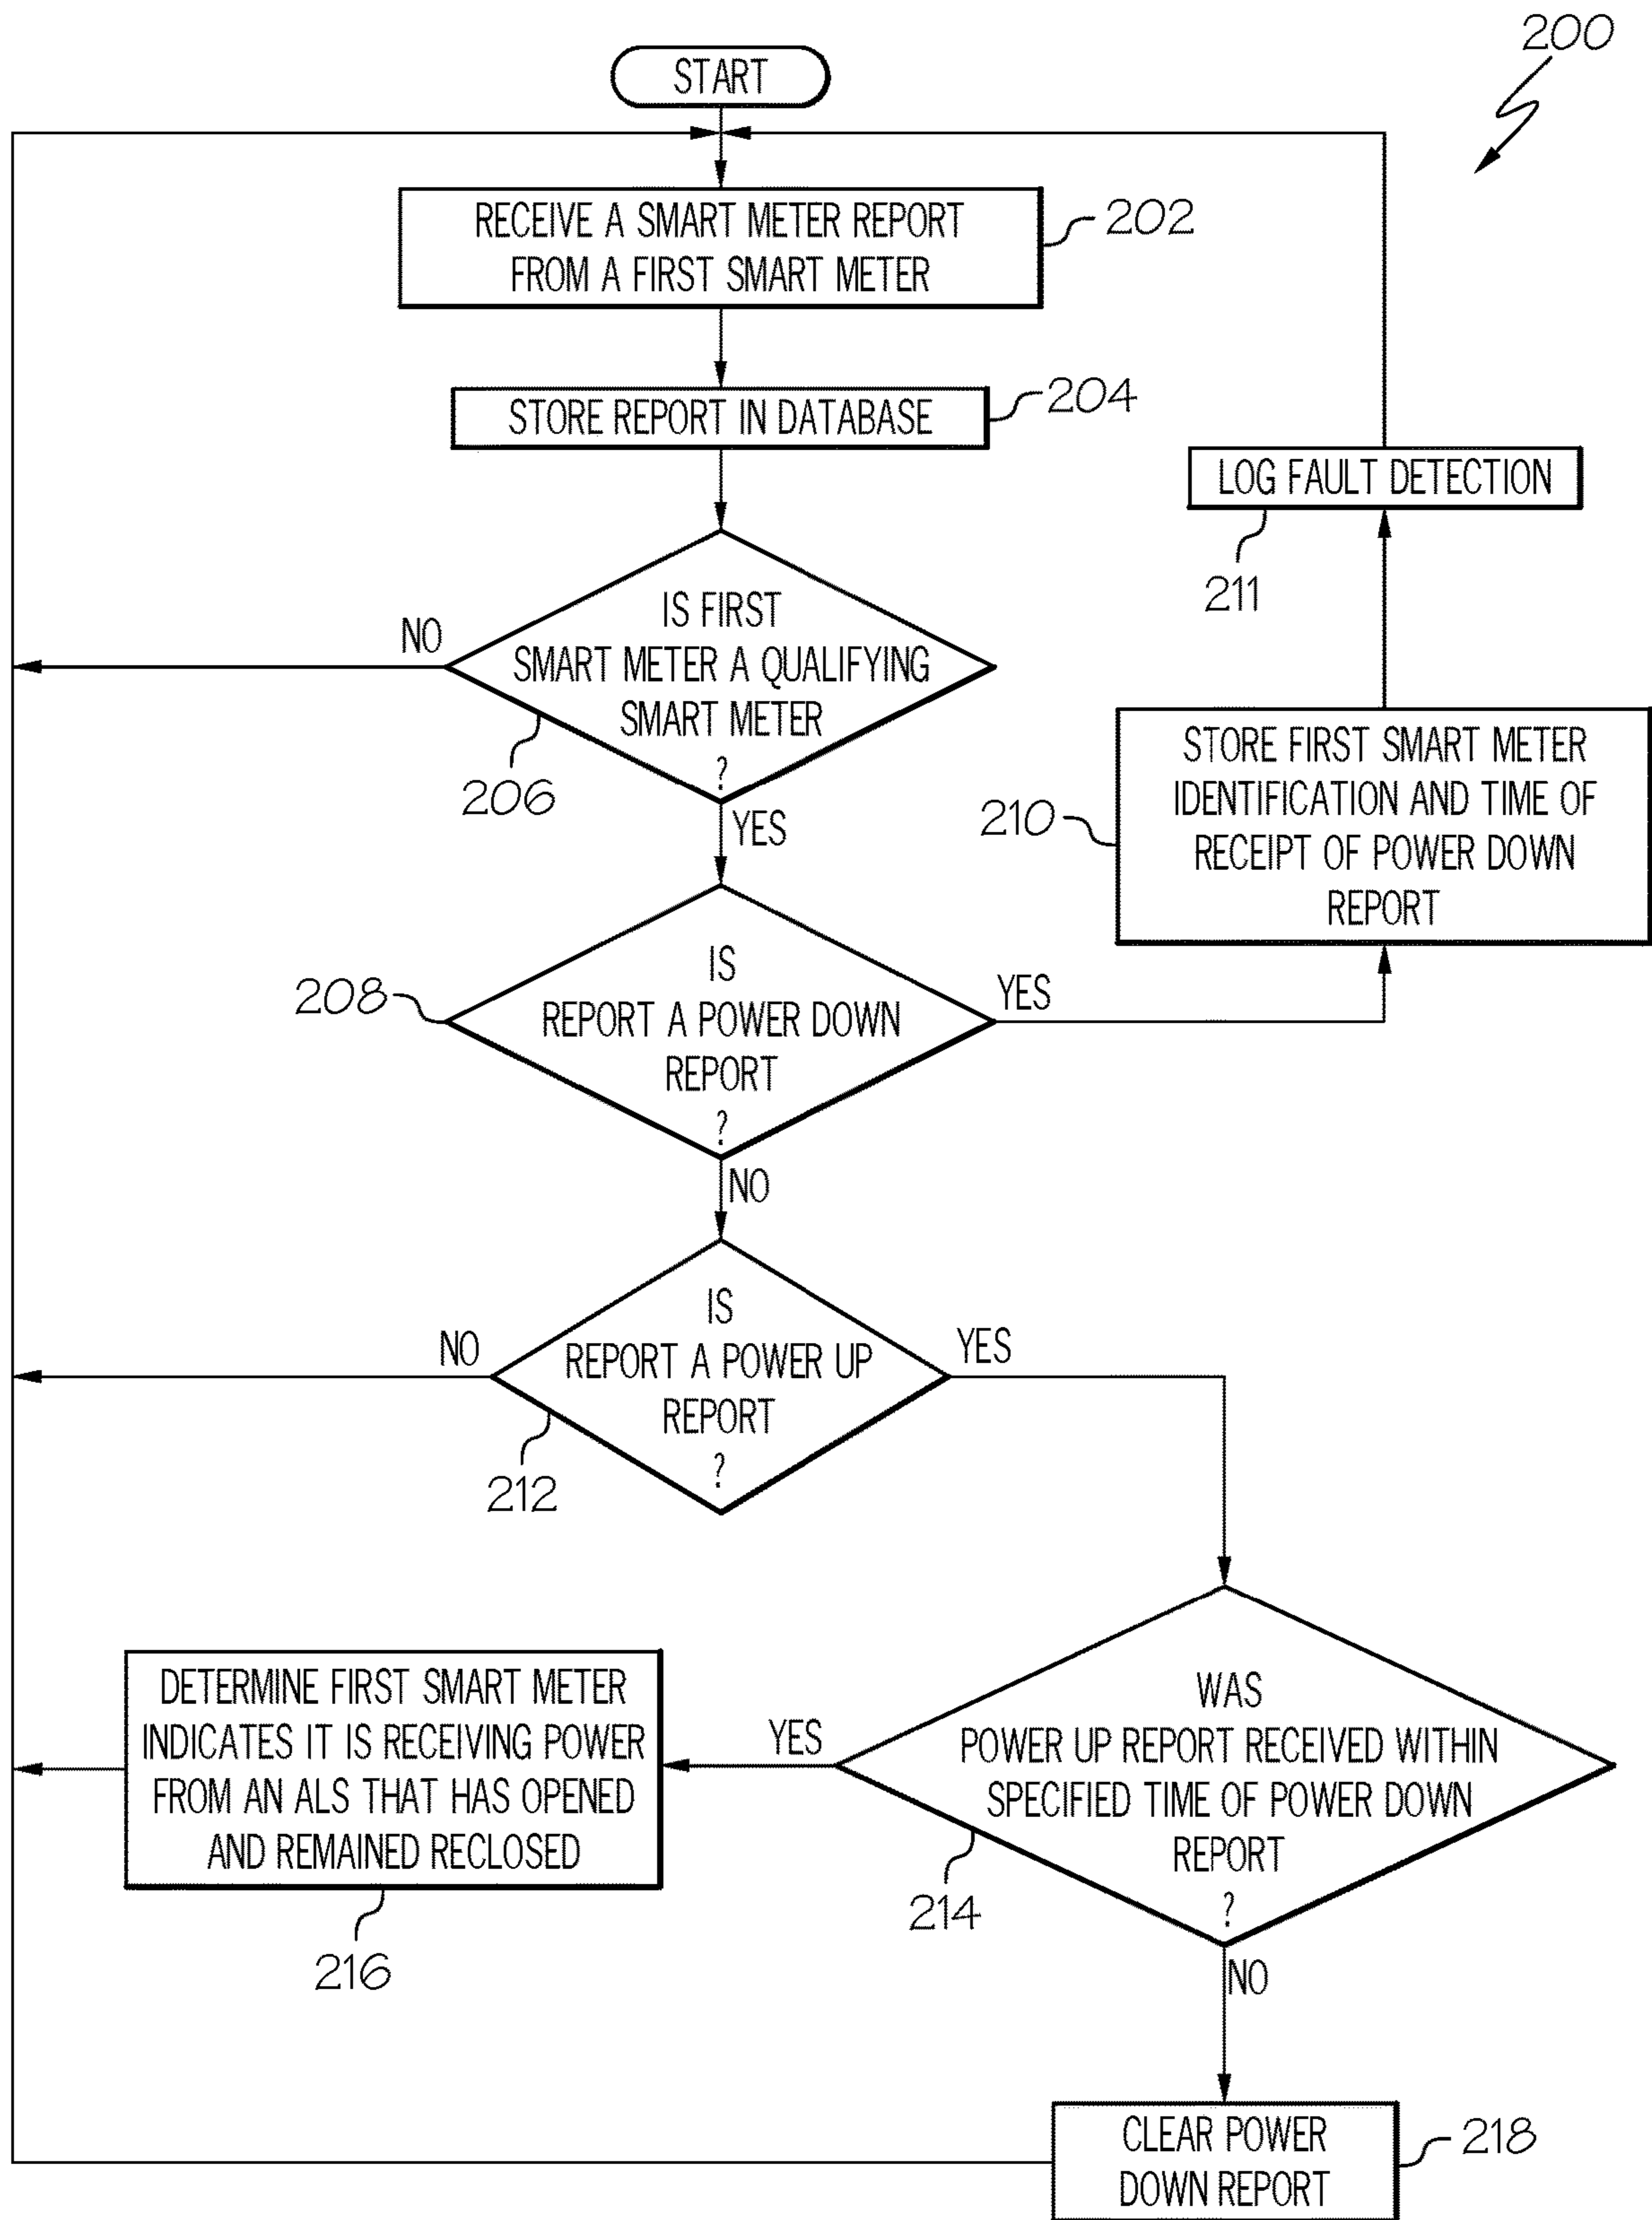 200
START
RECEIVE A SMART METER REPORT
FROM A FIRST SMART METER
202
STORE REPORT IN DATABASE
204
LOG FAULT DETECTION
211
IS FIRST
SMART METER A QUALIFYING
SMART METER
?
NO
206
YES
STORE FIRST SMART METER
IDENTIFICATION AND TIME OF
RECEIPT OF POWER DOWN
REPORT
210
IS
REPORT A POWER DOWN
REPORT
?
208
YES
NO
IS
REPORT A POWER UP
REPORT
?
NO
YES
212
WAS
POWER UP REPORT RECEIVED WITHIN
SPECIFIED TIME OF POWER DOWN
REPORT
?
YES
214
NO
DETERMINE FIRST SMART METER
INDICATES IT IS RECEIVING POWER
FROM AN ALS THAT HAS OPENED
AND REMAINED RECLOSED
216
CLEAR POWER
DOWN REPORT
218